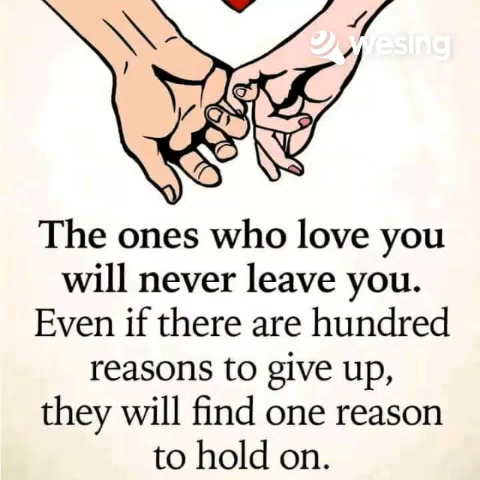 wesing
The ones who love you
will never leave you.
Even if there are hundred
reasons to give up,
they will find one reason
to hold on.